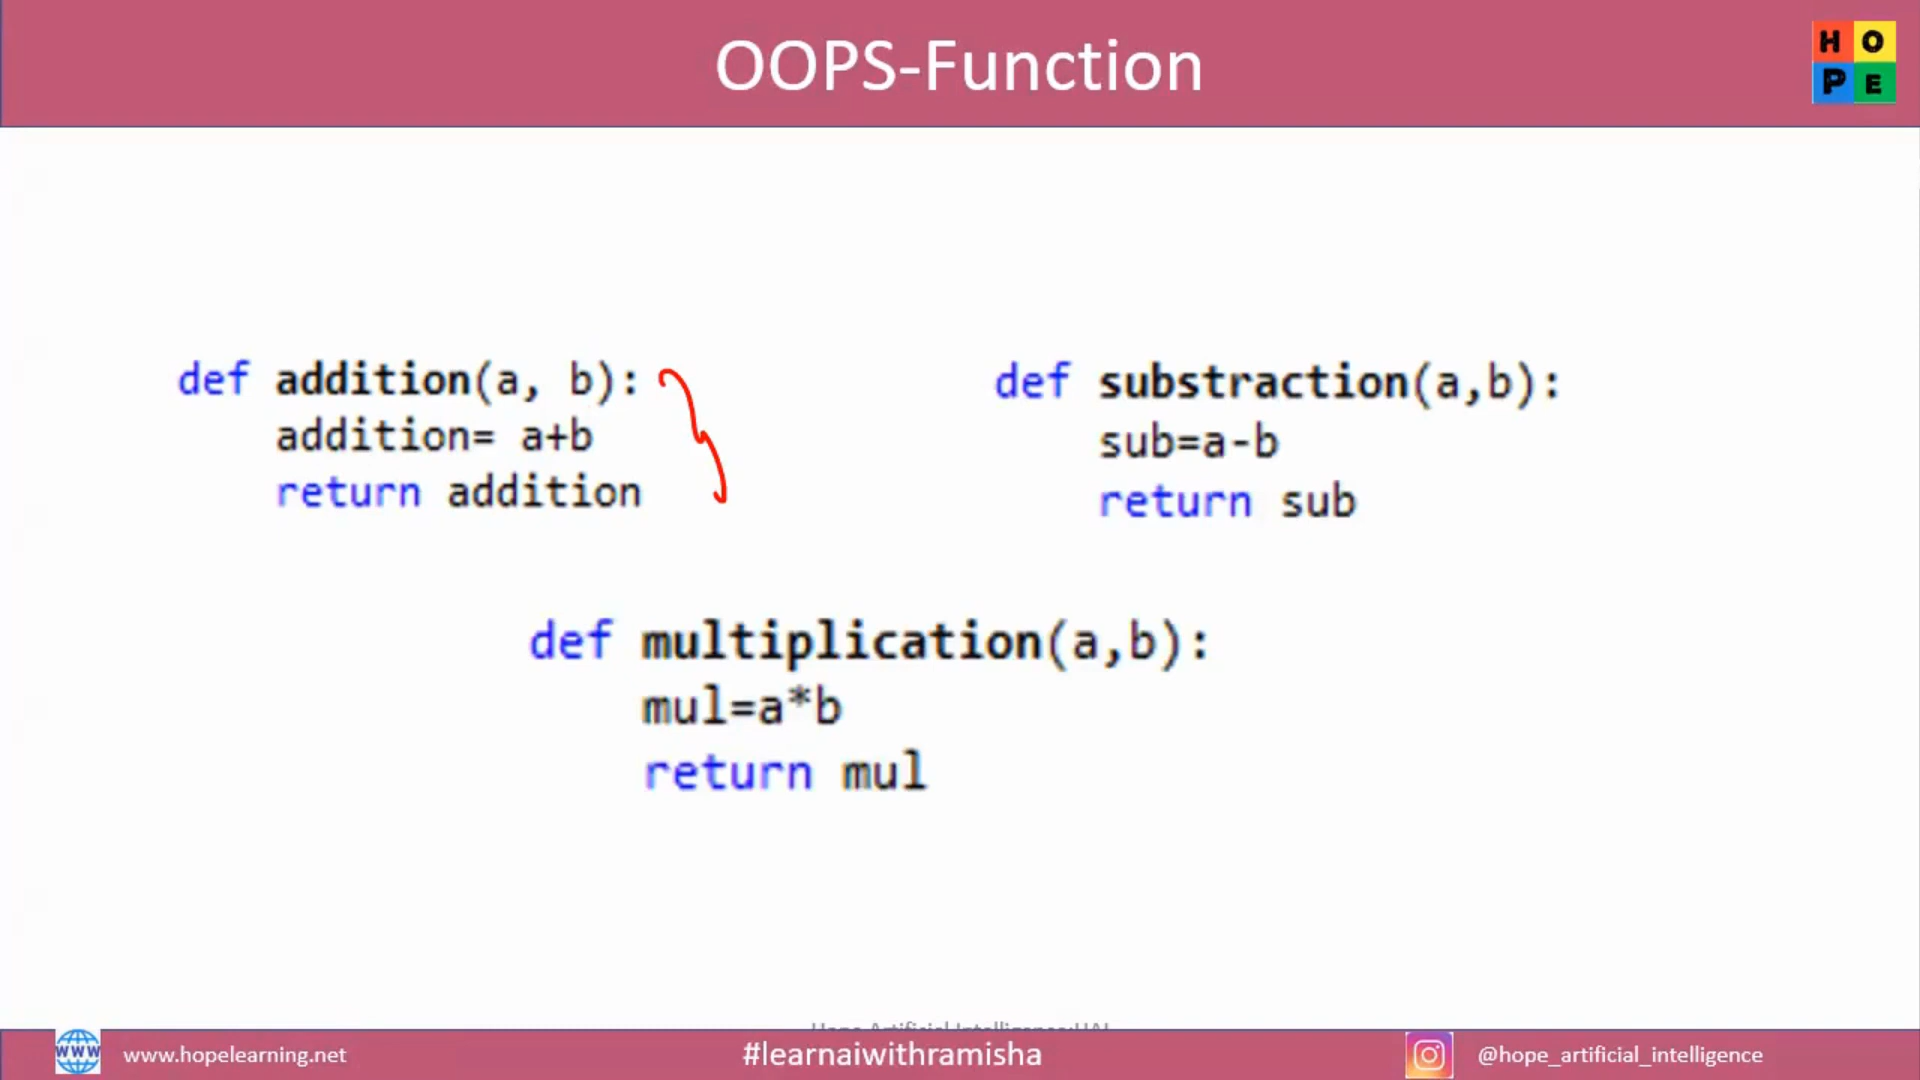 OOPS-Function
H O
P E
def addition(a, b):
addition= a+b
return addition
def substraction(a,b):
sub=a-b
return sub
def multiplication(a,b):
mul=a*b
return mul
www.hopelearning.net
#learnaiwithramisha
@hope_artificial_intelligence
WWW